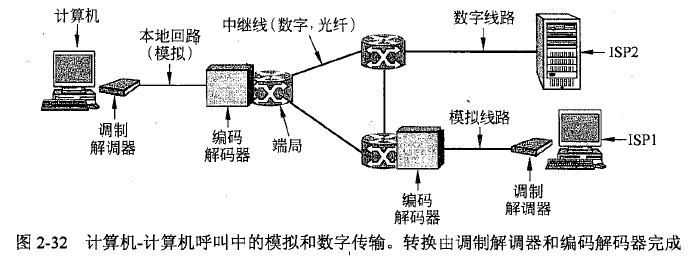 计算机
本地回路
(模拟)
中继线(数字,光纤)
数字线路
ISP2
调制
解调器
编码
解码器
端局
模拟线路
ISP1
编码
解码器
调制
解调器
图 2-32 计算机-计算机呼叫中的模拟和数字传输。转换由调制解调器和编码解码器完成